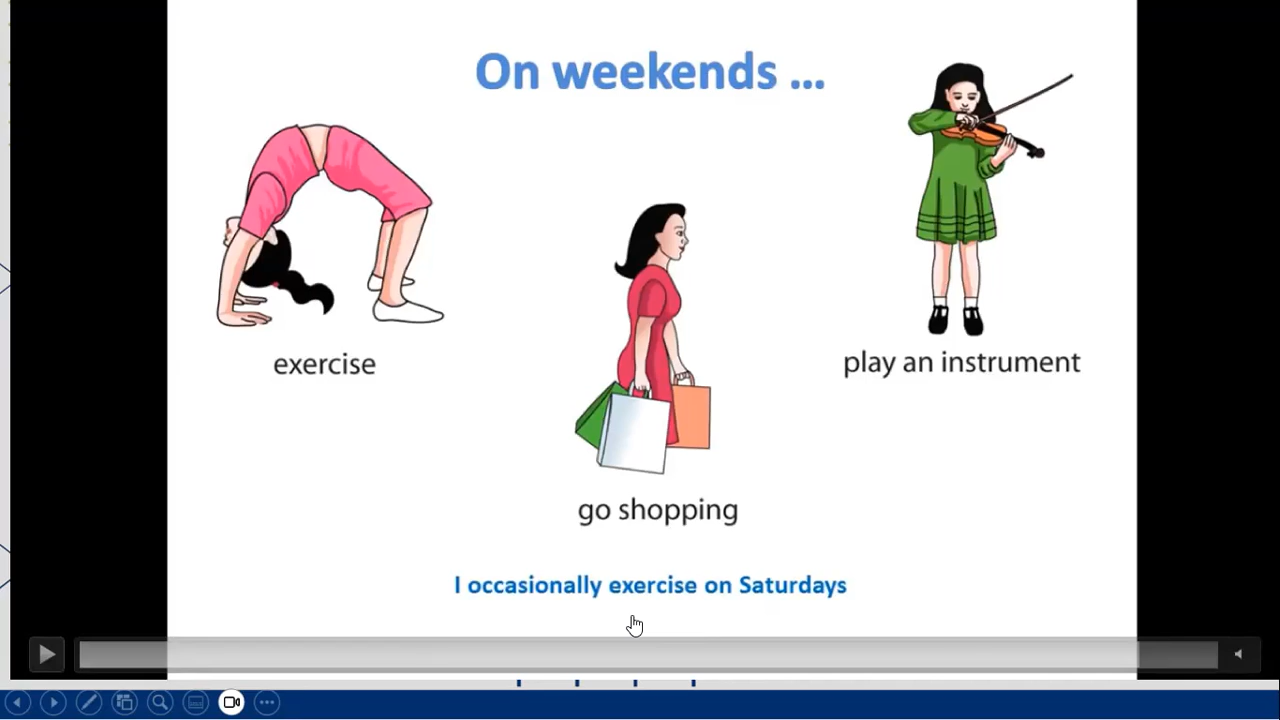 On weekends ...
exercise
play an instrument
go shopping
I occasionally exercise on Saturdays